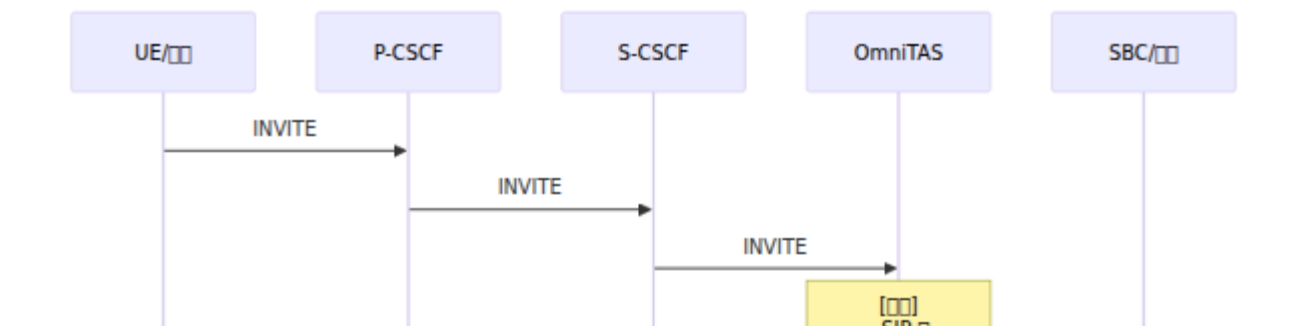 UE/
P-CSCF
S-CSCF
OmniTAS
SBC/
INVITE
INVITE
INVITE